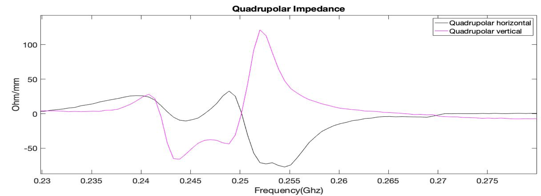 Quadrupolar Impedance
Quadrupolar horizontal
Quadrupolar vertical
100
50
0
-50
Ohm/mm
0.23 0.235 0.24 0.245 0.25 0.255 0.26 0.265 0.27 0.275
Frequency(Ghz)